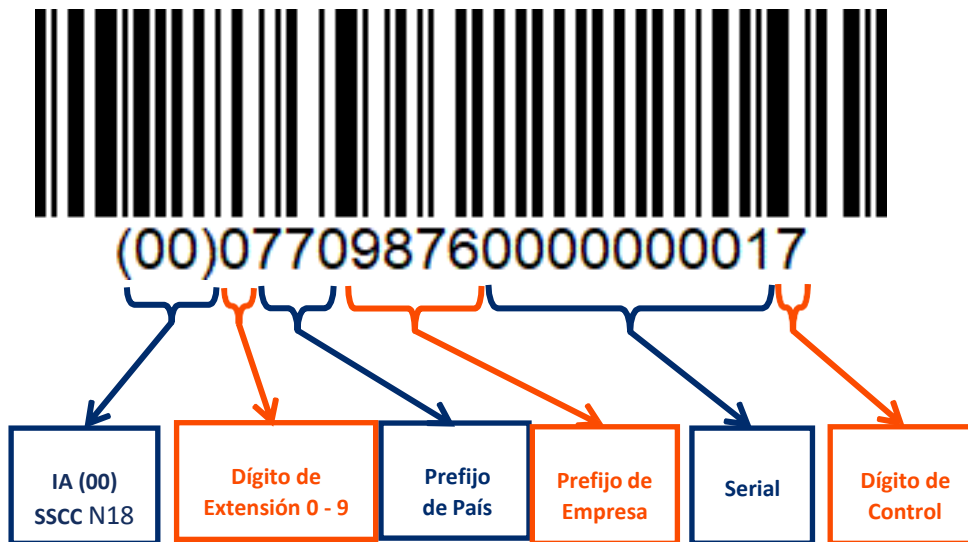 (00)077098760000000017
IA (00)
SSCC N18
Dígito de
Extensión 0 - 9
Prefijo
de País
Prefijo de
Empresa
Serial
Dígito de
Control